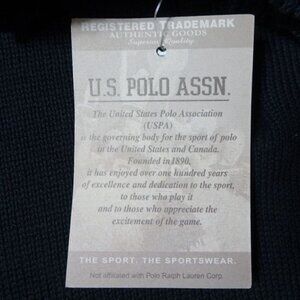 REGISTERED TRADEMARK
AUTHENTIC GOODS
Superior Quality
U.S. POLO ASSN.
The United States Polo Association
(USPA)
is the governing body for the sport of polo
in the United States and Canada.
Founded in1890,
it has enjoyed over one hundred years
of excellence and dedication to the sport,
to those who play it
and to those who appreciate the
excitement of the game.
THE SPORT. THE SPORTSWEAR.
Not affiliated with Polo Ralph Lauren Corp.